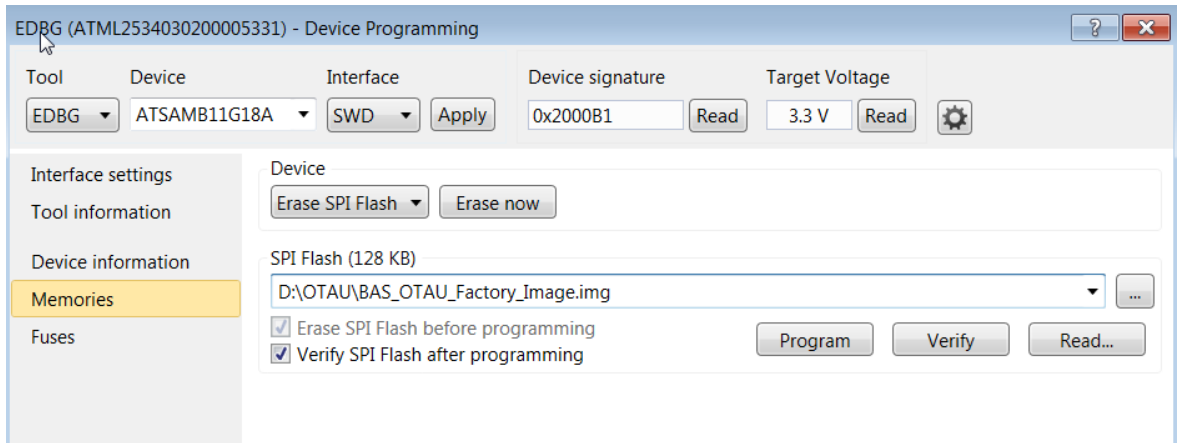 EDBG (ATML2534030200005331) - Device Programming
Tool Device Interface Device signature Target Voltage
EDBG ATSAMB11G18A SWD Apply 0x2000B1 Read 3.3 V Read
Interface settings
Tool information
Device information
Memories
Fuses
Device
Erase SPI Flash Erase now
SPI Flash (128 KB)
D:\OTAU\BAS_OTAU_Factory_Image.img ...
Erase SPI Flash before programming
Verify SPI Flash after programming
Program Verify Read...